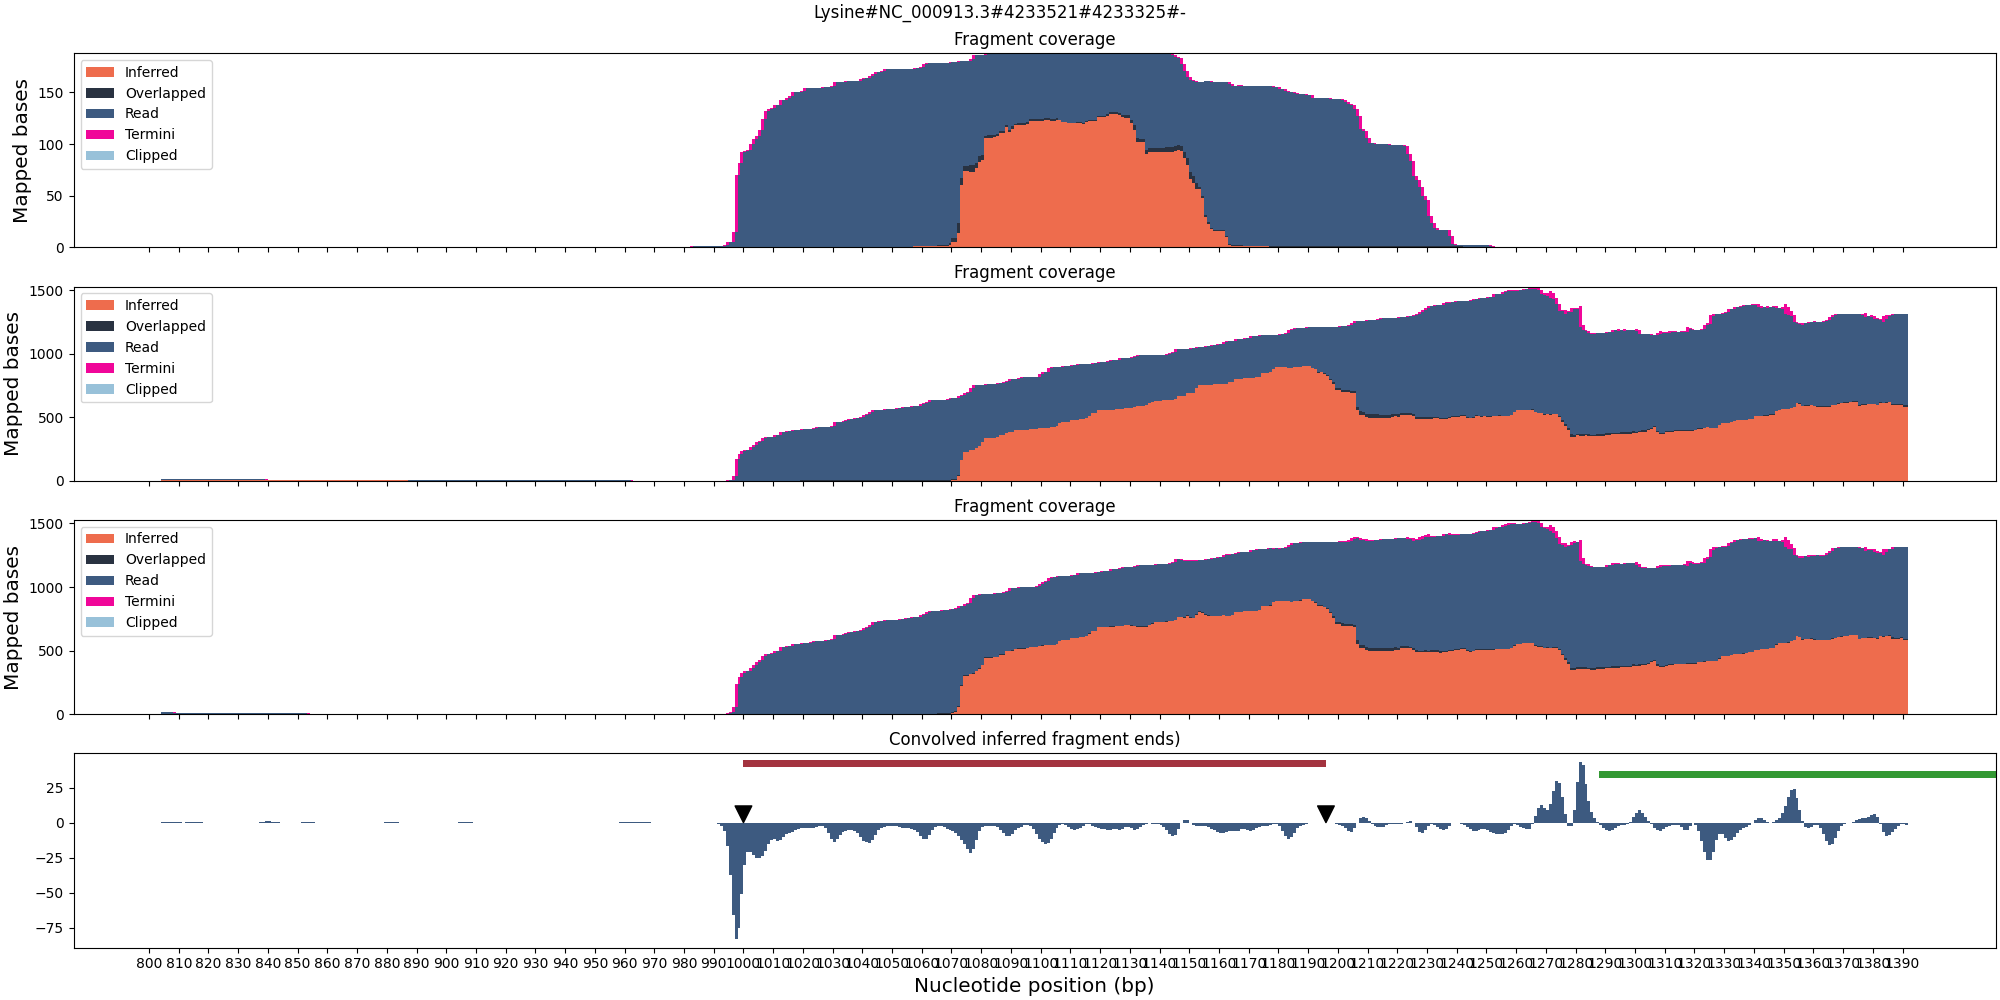 Lysine#NC_000913.3#4233521#4233325#-
Fragment coverage
Mapped bases
150
100
50
0
Inferred
Overlapped
Read
Termini
Clipped
Fragment coverage
Mapped bases
1500
1000
500
0
Inferred
Overlapped
Read
Termini
Clipped
Fragment coverage
Mapped bases
1500
1000
500
0
Inferred
Overlapped
Read
Termini
Clipped
Convolved inferred fragment ends)
25
0
−25
−50
−75
800 810 820 830 840 850 860 870 880 890 900 910 920 930 940 950 960 970 980 990 1000 1010 1020 1030 1040 1050 1060 1070 1080 1090 1100 1110 1120 1130 1140 1150 1160 1170 1180 1190 1200 1210 1220 1230 1240 1250 1260 1270 1280 1290 1300 1310 1320 1330 1340 1350 1360 1370 1380 1390
Nucleotide position (bp)